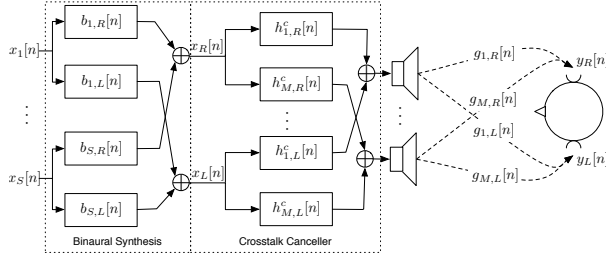 x_1[n]
b_{1,R}[n]
b_{1,L}[n]
⋮
x_S[n]
b_{S,R}[n]
b_{S,L}[n]
Binaural Synthesis
x_R[n]
x_L[n]
h^c_{1,R}[n]
h^c_{M,R}[n]
⋮
h^c_{1,L}[n]
h^c_{M,L}[n]
Crosstalk Canceller
⋮
g_{1,R}[n]
g_{M,R}[n]
g_{1,L}[n]
g_{M,L}[n]
y_R[n]
y_L[n]